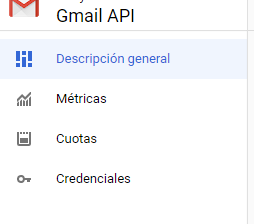 Gmail API
Descripción general
Métricas
Cuotas
Credenciales